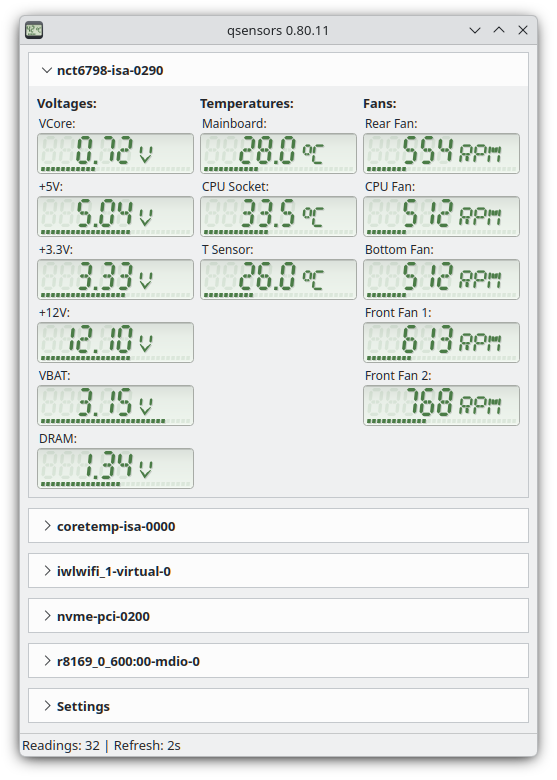 qsensors 0.80.11
nct6798-isa-0290
Voltages:
VCore:
0.72 V
+5V:
5.04 V
+3.3V:
3.33 V
+12V:
12.10 V
VBAT:
3.15 V
DRAM:
1.34 V
Temperatures:
Mainboard:
28.0 °C
CPU Socket:
33.5 °C
T Sensor:
26.0 °C
Fans:
Rear Fan:
554 RPM
CPU Fan:
512 RPM
Bottom Fan:
512 RPM
Front Fan 1:
613 RPM
Front Fan 2:
768 RPM
coretemp-isa-0000
iwlwifi_1-virtual-0
nvme-pci-0200
r8169_0_600:00-mdio-0
Settings
Readings: 32 | Refresh: 2s